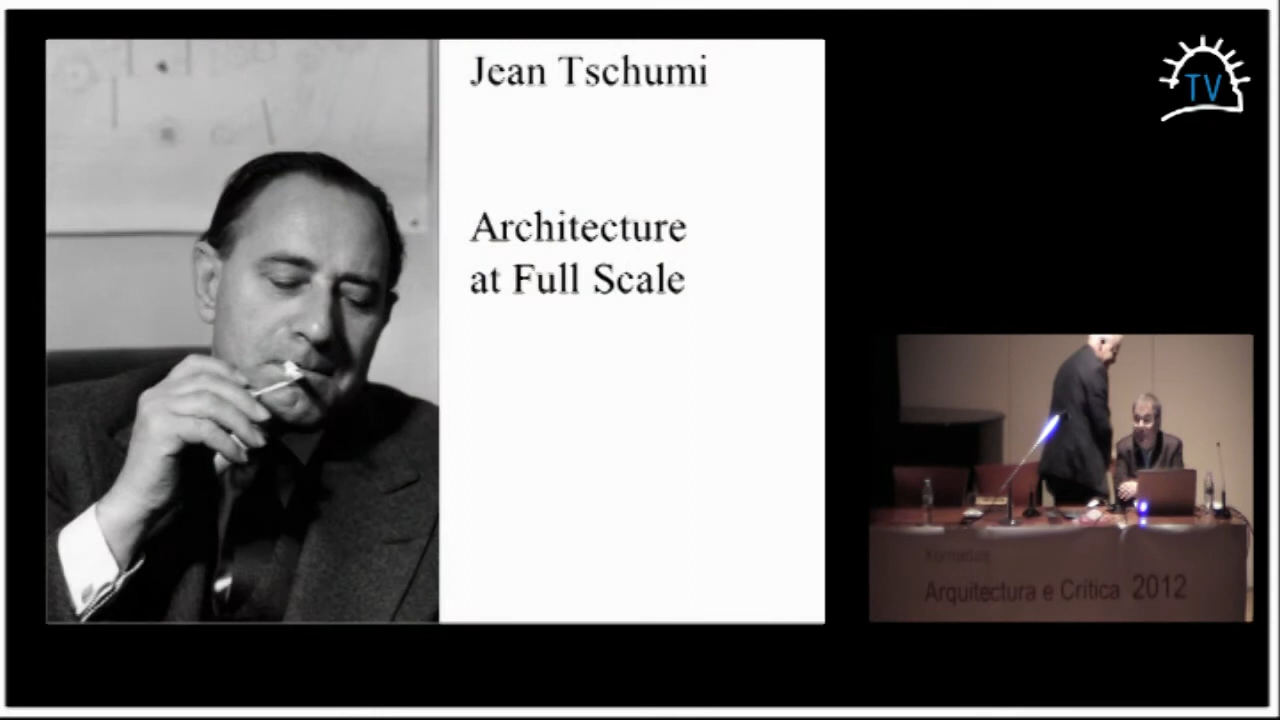 Jean Tschumi
Architecture
at Full Scale
TV
Arquitectura e Crítica 2012